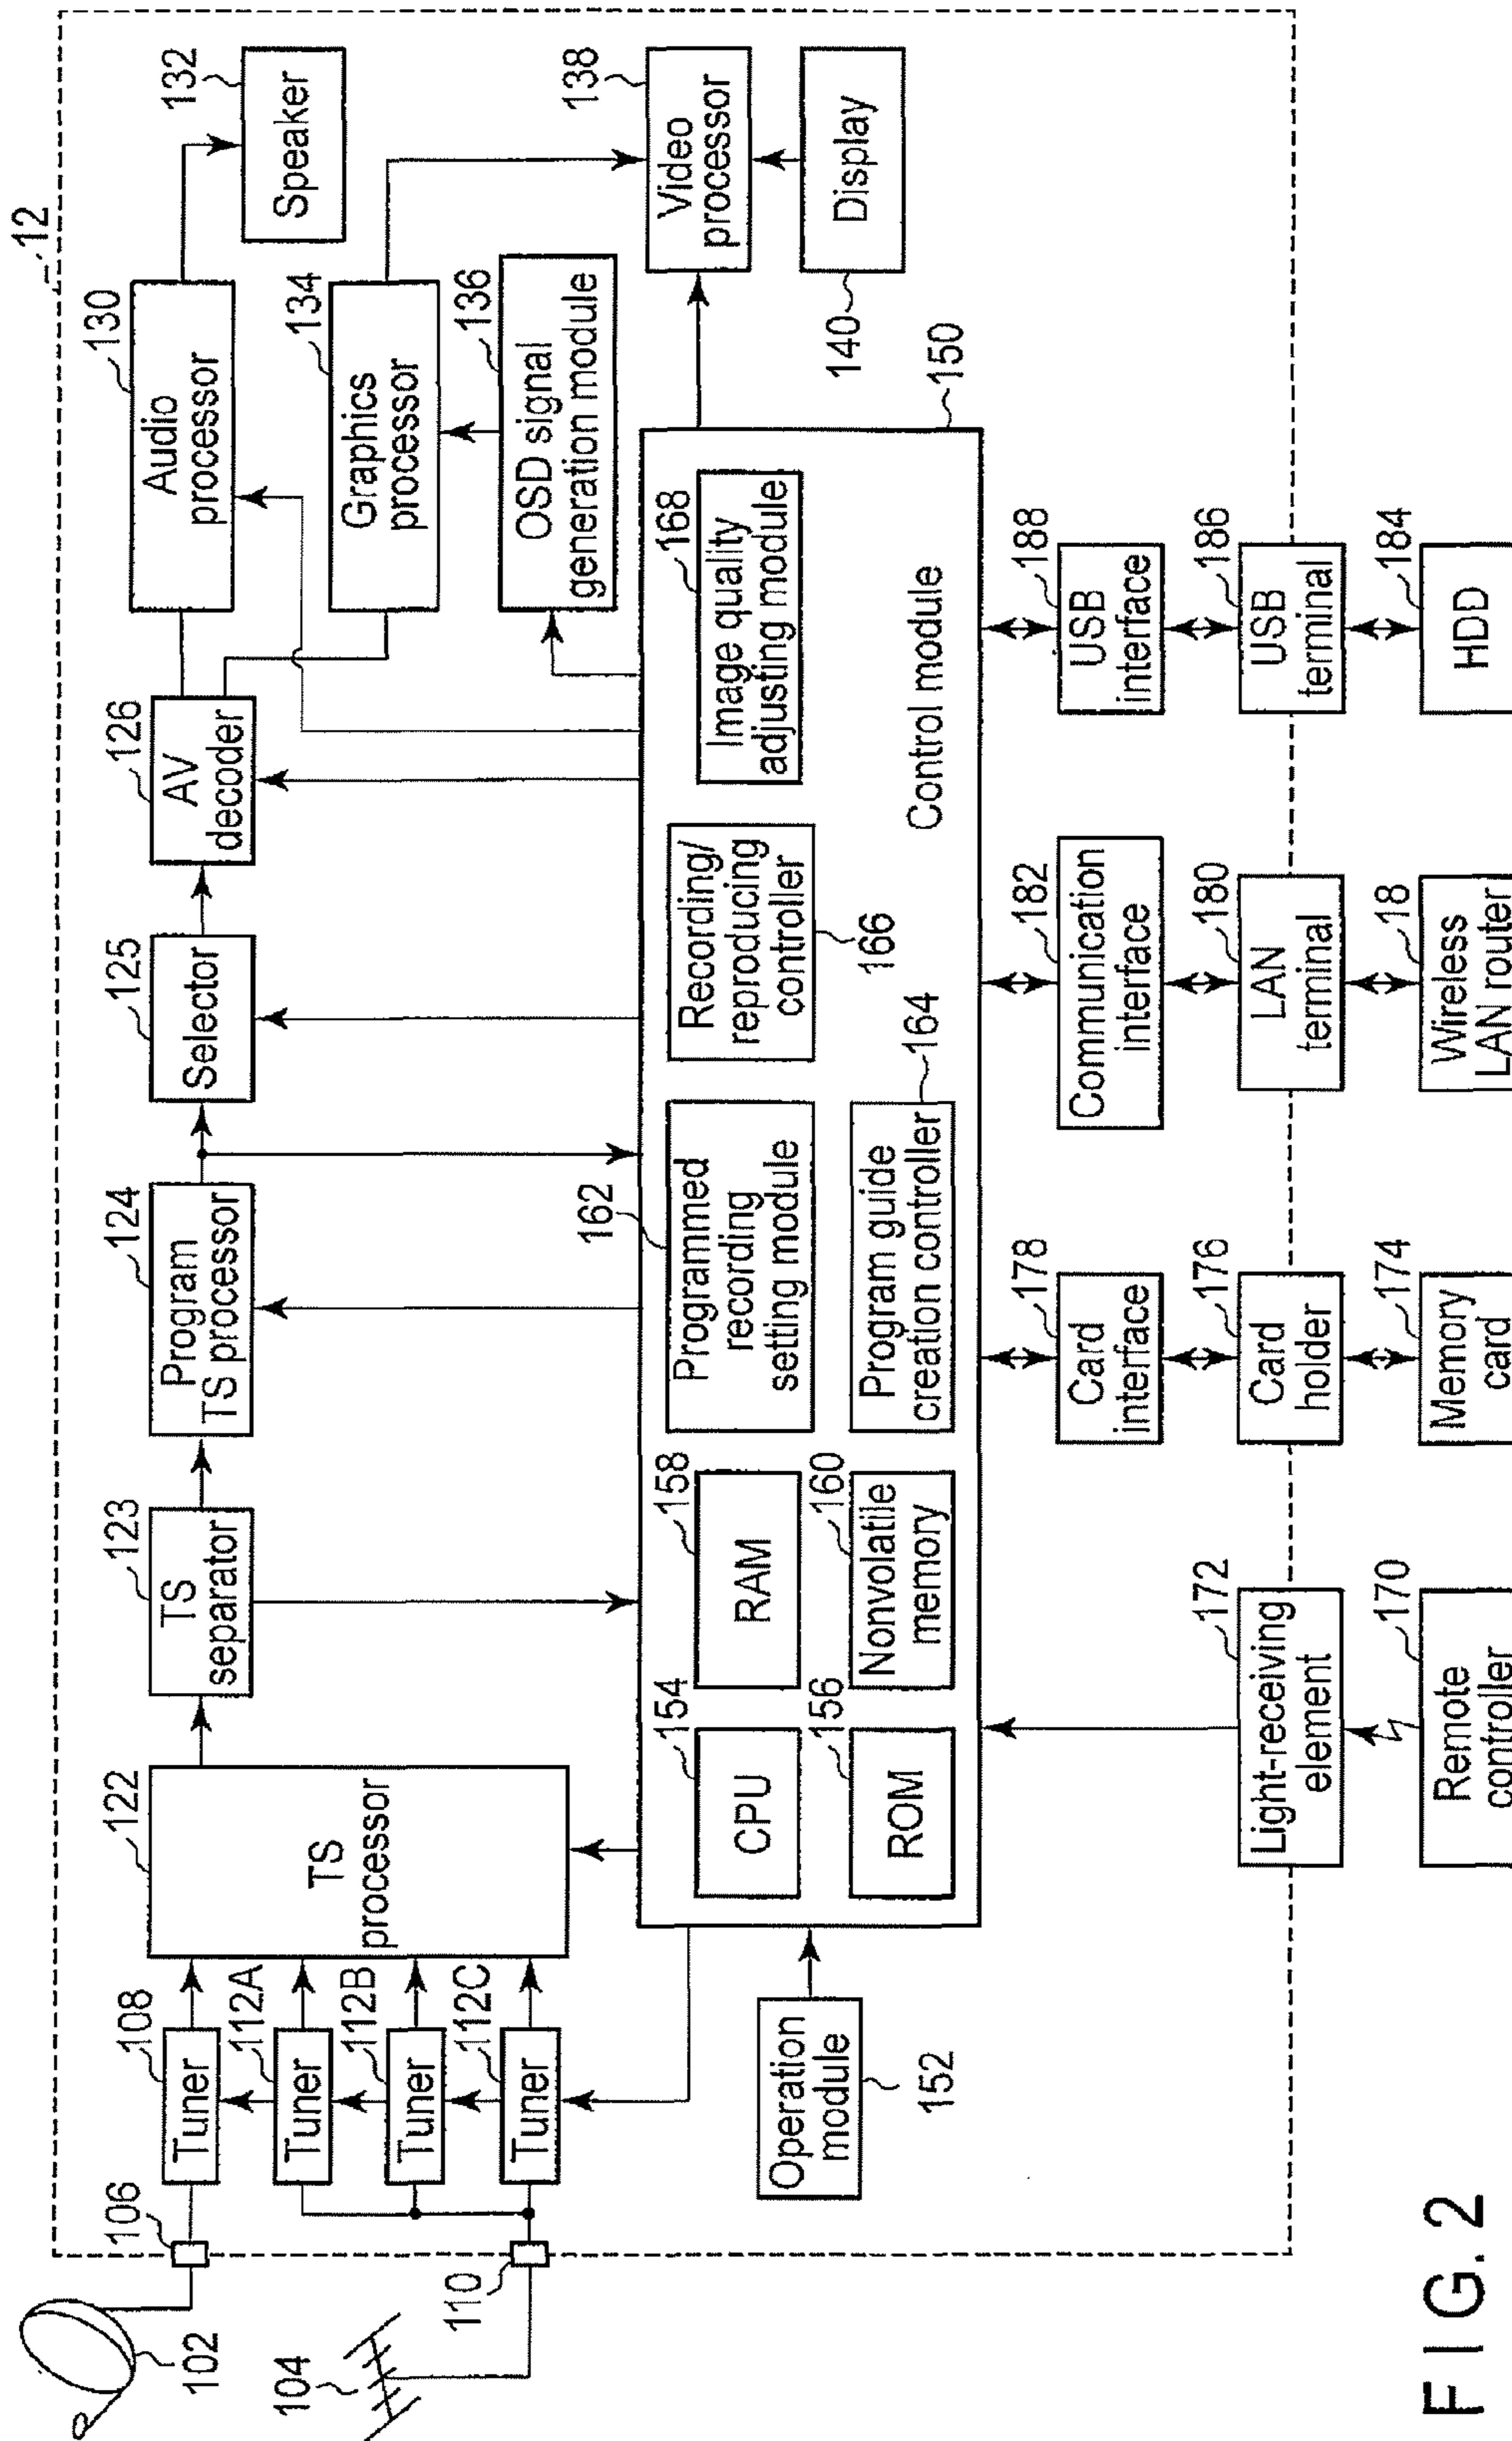 12
102
104
106
110
108
Tuner
112A
Tuner
112B
Tuner
112C
Tuner
122
TS
processor
123
TS
separator
124
Program
TS processor
125
Selector
126
AV
decoder
130
Audio
processor
132
Speaker
134
Graphics
processor
136
OSD signal
generation module
138
Video
processor
140
Display
150
Control module
152
Operation
module
154
CPU
156
ROM
158
RAM
160
Nonvolatile
memory
162
Programmed
recording
setting module
164
Program guide
creation controller
Recording/
reproducing
controller
166
168
Image quality
adjusting module
172
Light-receiving
element
170
Remote
controller
178
Card
interface
176
Card
holder
174
Memory
card
182
Communication
interface
180
LAN
terminal
18
Wireless
LAN router
188
USB
interface
186
USB
terminal
184
HDD
FIG. 2